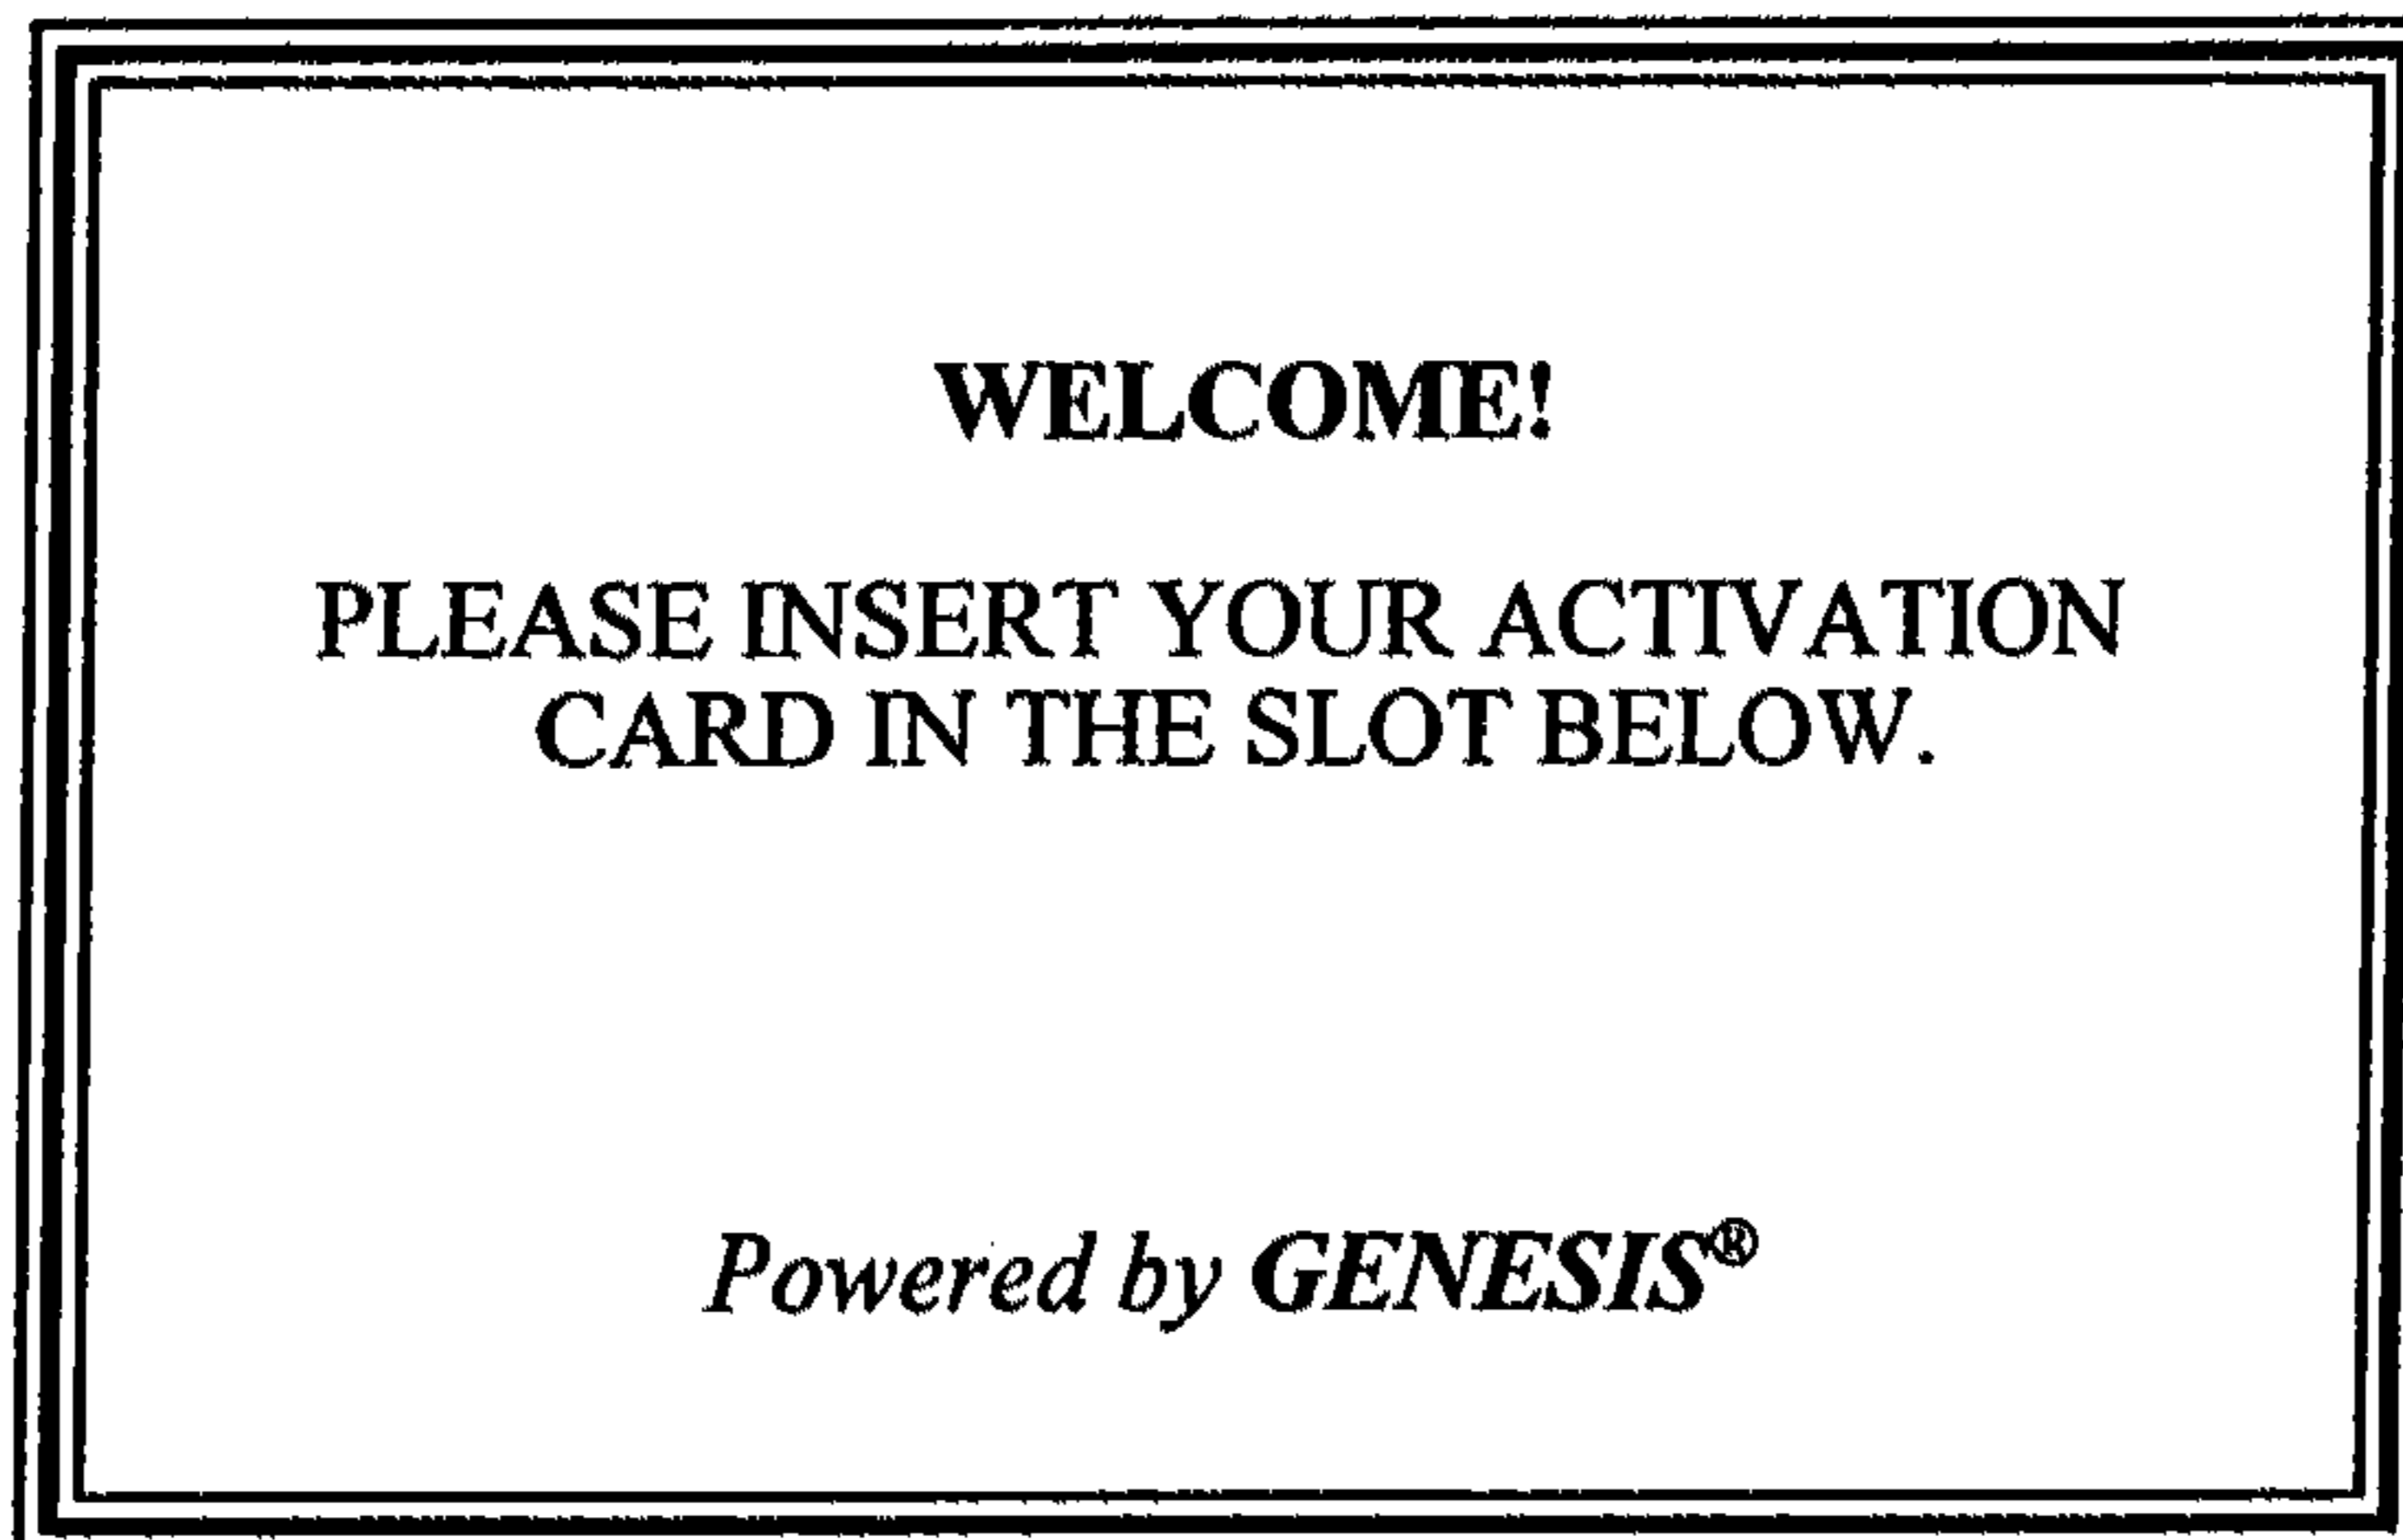 WELCOME!
PLEASE INSERT YOUR ACTIVATION
CARD IN THE SLOT BELOW.
Powered by GENESIS®